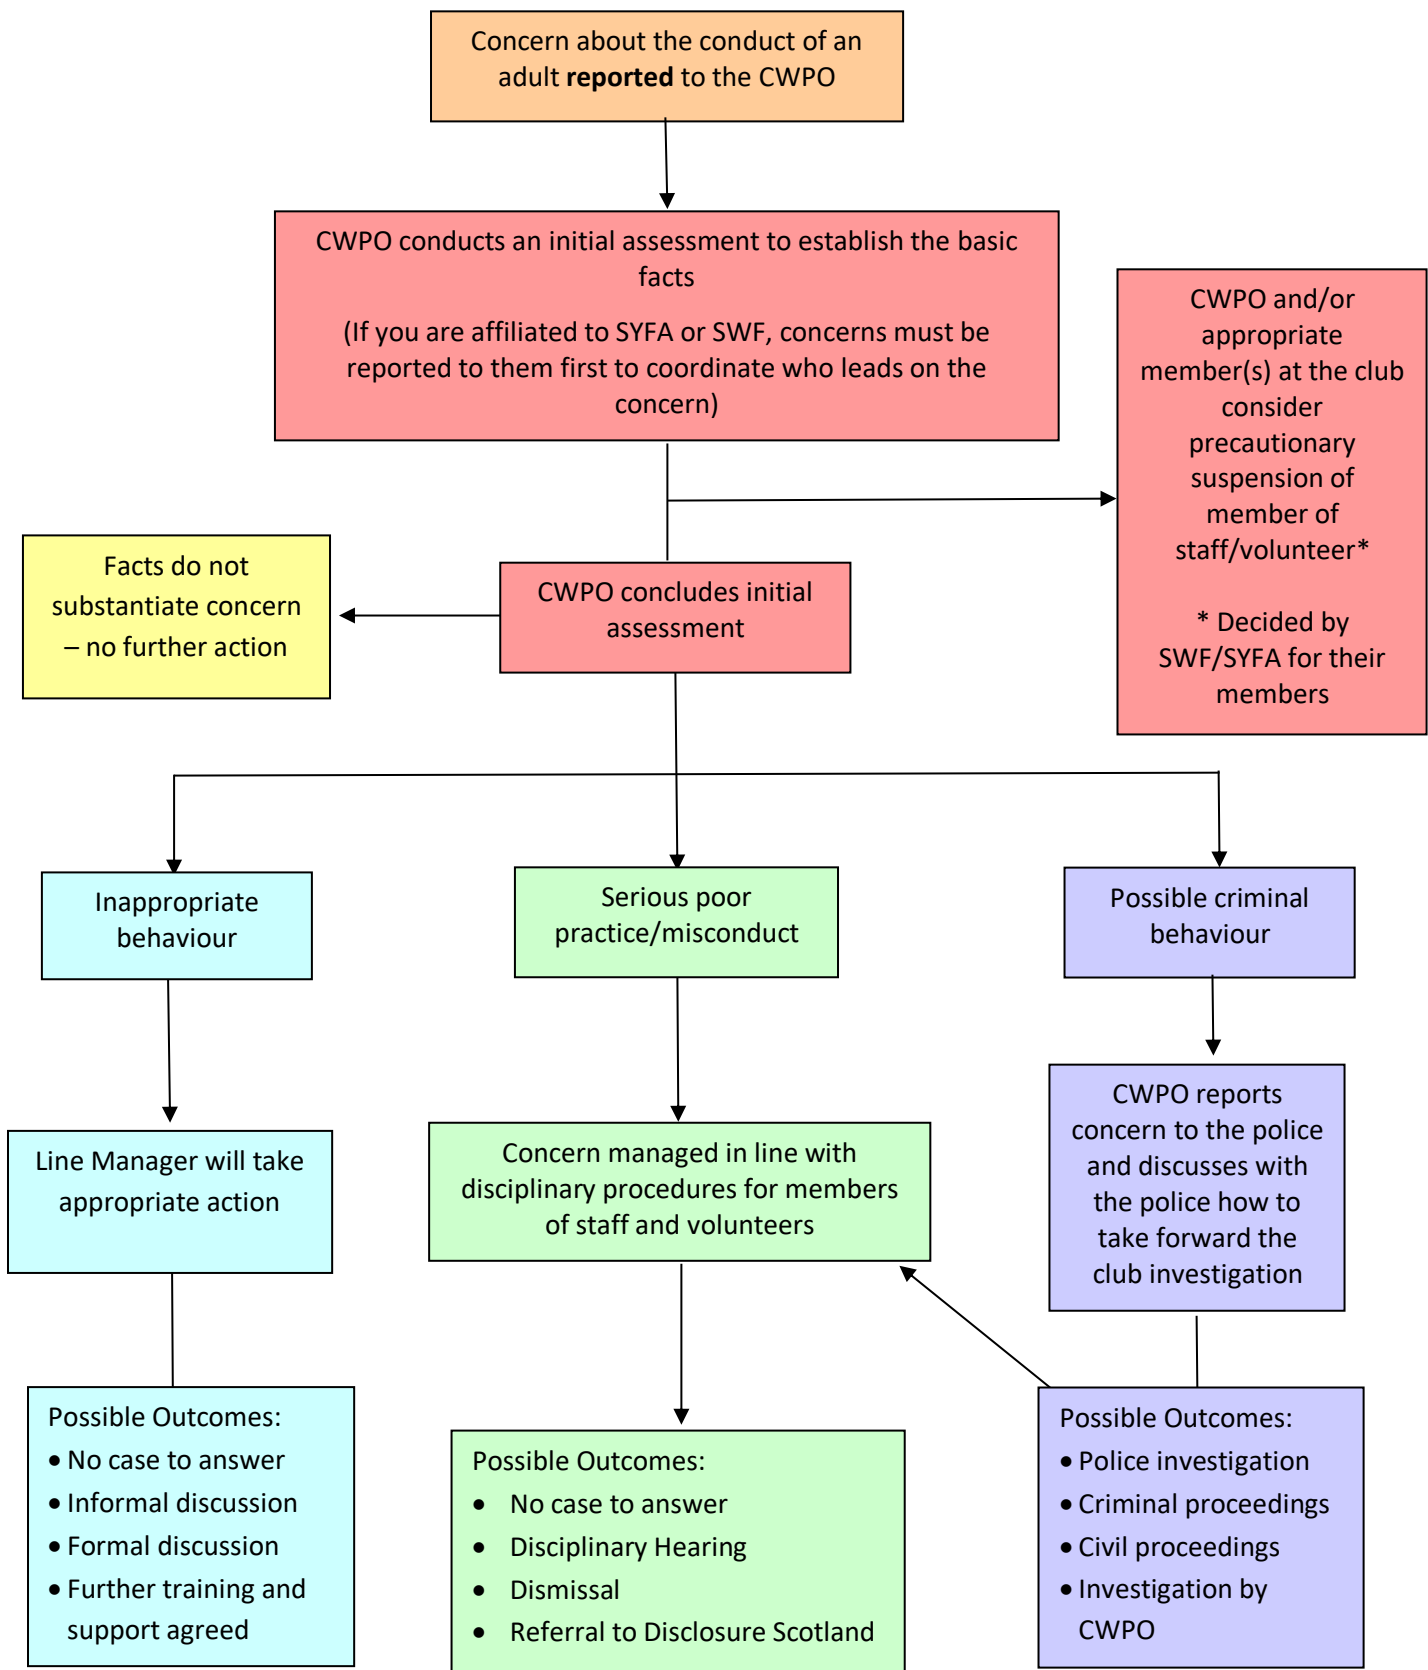 Concern about the conduct of an
adult reported to the CWPO
CWPO conducts an initial assessment to establish the basic
facts
(If you are affiliated to SYFA or SWF, concerns must be
reported to them first to coordinate who leads on the
concern)
CWPO and/or
appropriate
member(s) at the club
consider
precautionary
suspension of
member of
staff/volunteer*
* Decided by
SWF/SYFA for their
members
Facts do not
substantiate concern
– no further action
CWPO concludes initial
assessment
Inappropriate
behaviour
Serious poor
practice/misconduct
Possible criminal
behaviour
Line Manager will take
appropriate action
Concern managed in line with
disciplinary procedures for members
of staff and volunteers
CWPO reports
concern to the police
and discusses with
the police how to
take forward the
club investigation
Possible Outcomes:
• No case to answer
• Informal discussion
• Formal discussion
• Further training and
support agreed
Possible Outcomes:
• No case to answer
• Disciplinary Hearing
• Dismissal
• Referral to Disclosure Scotland
Possible Outcomes:
• Police investigation
• Criminal proceedings
• Civil proceedings
• Investigation by
CWPO